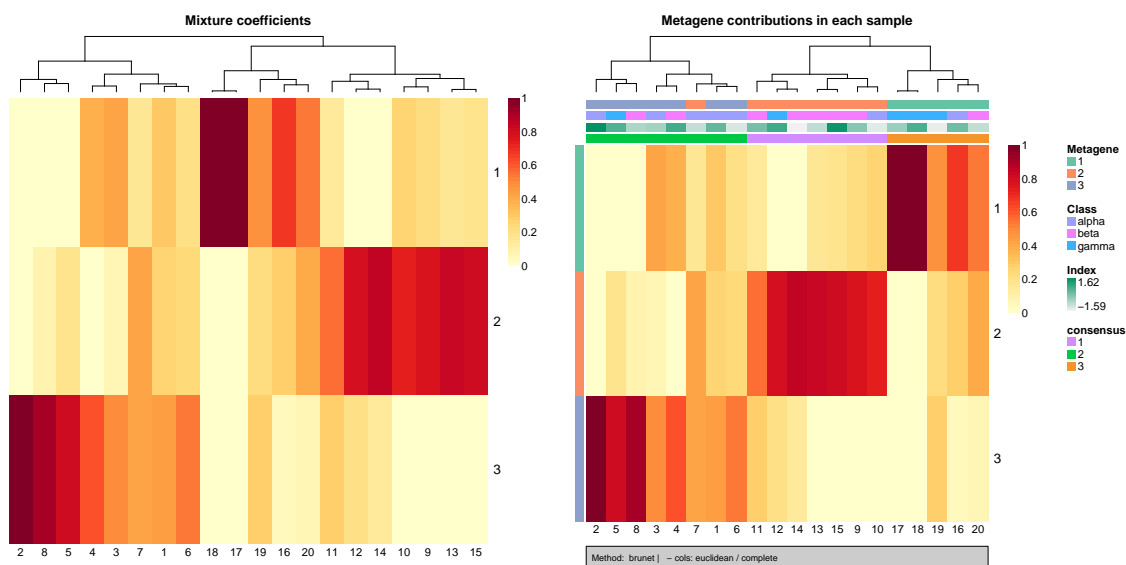 Mixture coefficients
1
0.8
0.6
0.4
0.2
0
1
2
3
2 8 5 4 3 7 1 6 18 17 19 16 20 11 12 14 10 9 13 15
Metagene contributions in each sample
1
0.8
0.6
0.4
0.2
0
1
2
3
2 5 8 3 4 7 1 6 11 12 14 13 15 9 10 17 18 19 16 20
Method: brunet | − cols: euclidean / complete
Metagene
1
2
3
Class
alpha
beta
gamma
Index
1.62
−1.59
consensus
1
2
3